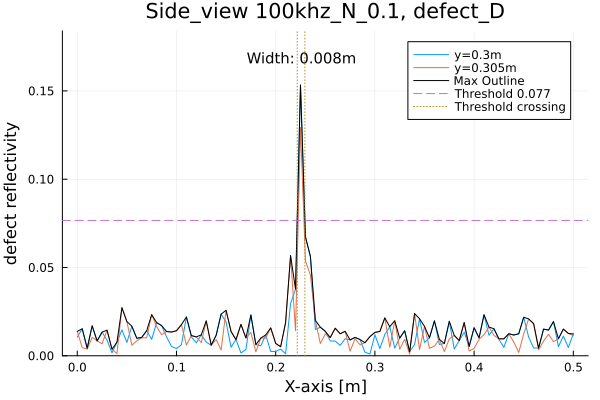 Side_view 100khz_N_0.1, defect_D
Width: 0.008m
y=0.3m
y=0.305m
Max Outline
Threshold 0.077
Threshold crossing
defect reflectivity
0.15
0.10
0.05
0.00
0.0 0.1 0.2 0.3 0.4 0.5
X-axis [m]